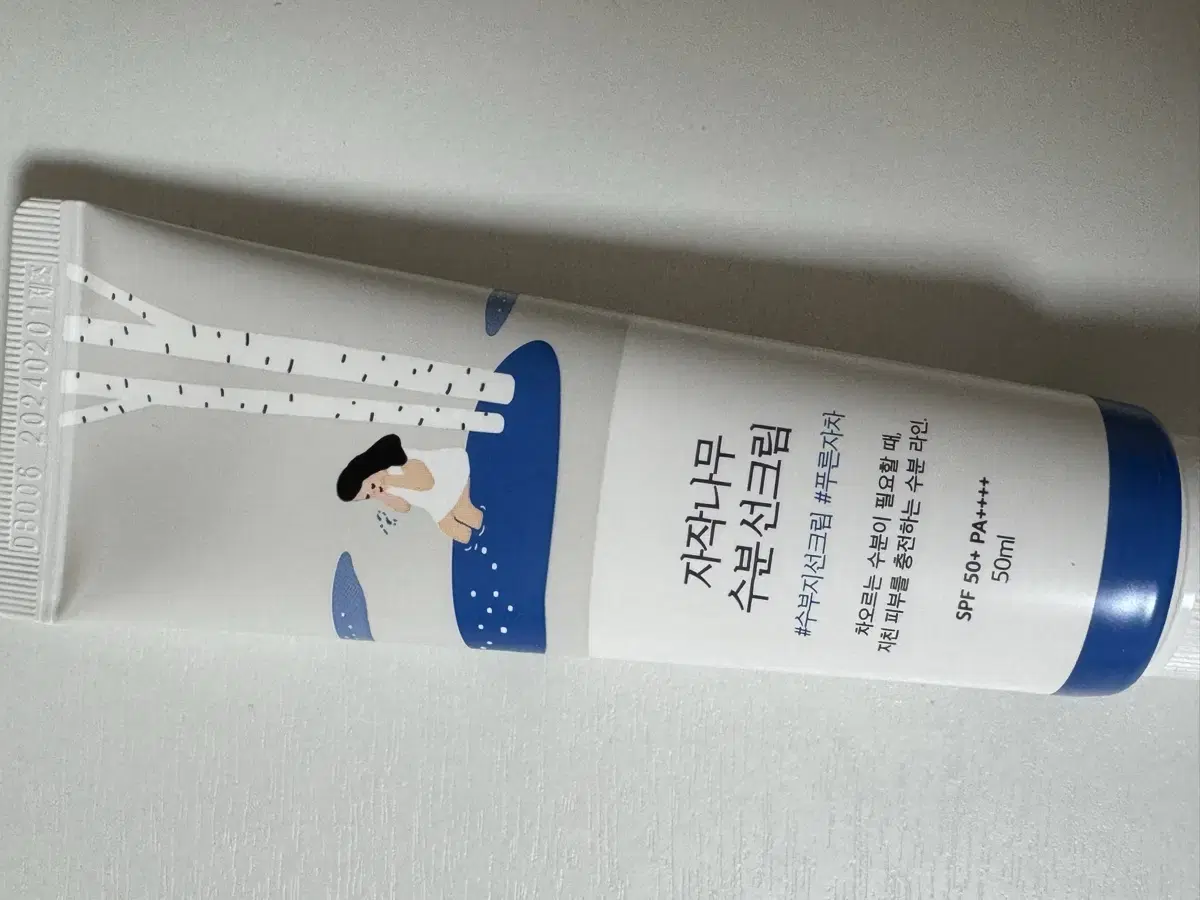 DB006 20240201제조
자작나무
수분선크림
#수부지선크림 #푸른자차
차오르는 수분이 필요할 때,
지친 피부를 충전하는 수분 라인.
SPF 50+ PA++++
50ml